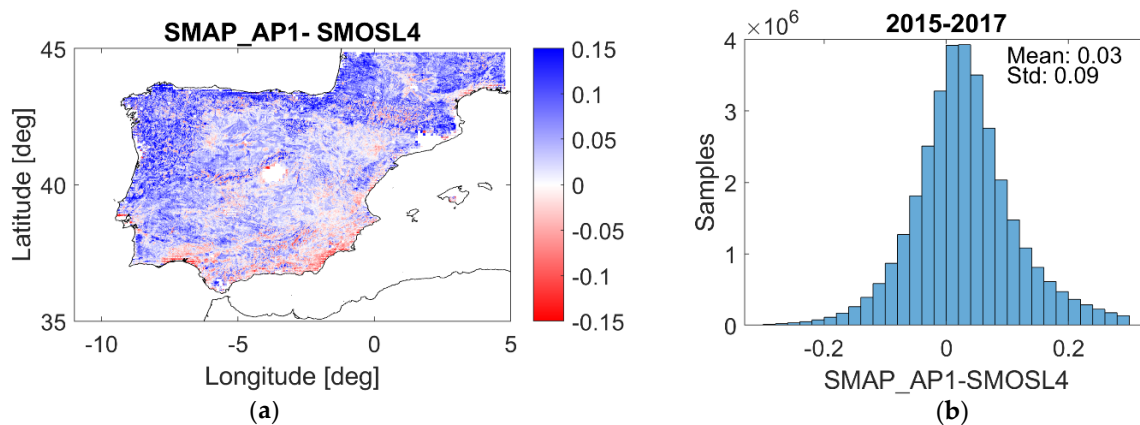 SMAP_AP1- SMOSL4
45
40
35
Latitude [deg]
-10
-5
0
5
Longitude [deg]
0.15
0.1
0.05
0
-0.05
-0.1
-0.15
(a)
2015-2017
×10⁶
4
3
2
1
0
Samples
Mean: 0.03
Std: 0.09
-0.2
0
0.2
SMAP_AP1-SMOSL4
(b)